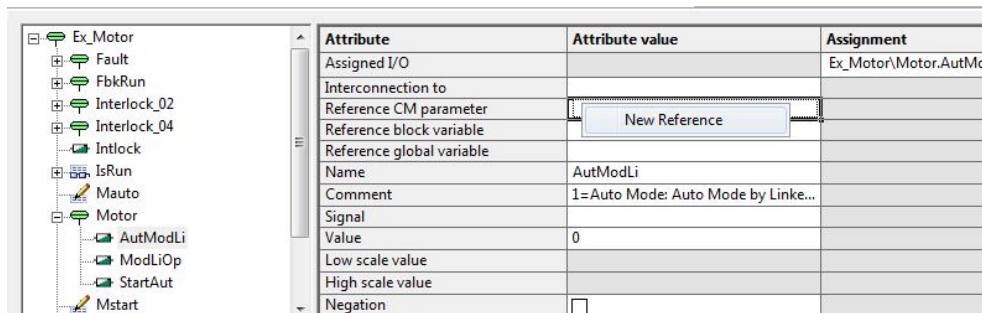 Ex_Motor
Fault
FbkRun
Interlock_02
Interlock_04
Intlock
IsRun
Mauto
Motor
AutModLi
ModLiOp
StartAut
Mstart
Attribute Attribute value Assignment
Assigned I/O Ex_Motor\Motor.AutMo
Interconnection to
Reference CM parameter New Reference
Reference block variable
Reference global variable
Name AutModLi
Comment 1=Auto Mode: Auto Mode by Linke...
Signal
Value 0
Low scale value
High scale value
Negation